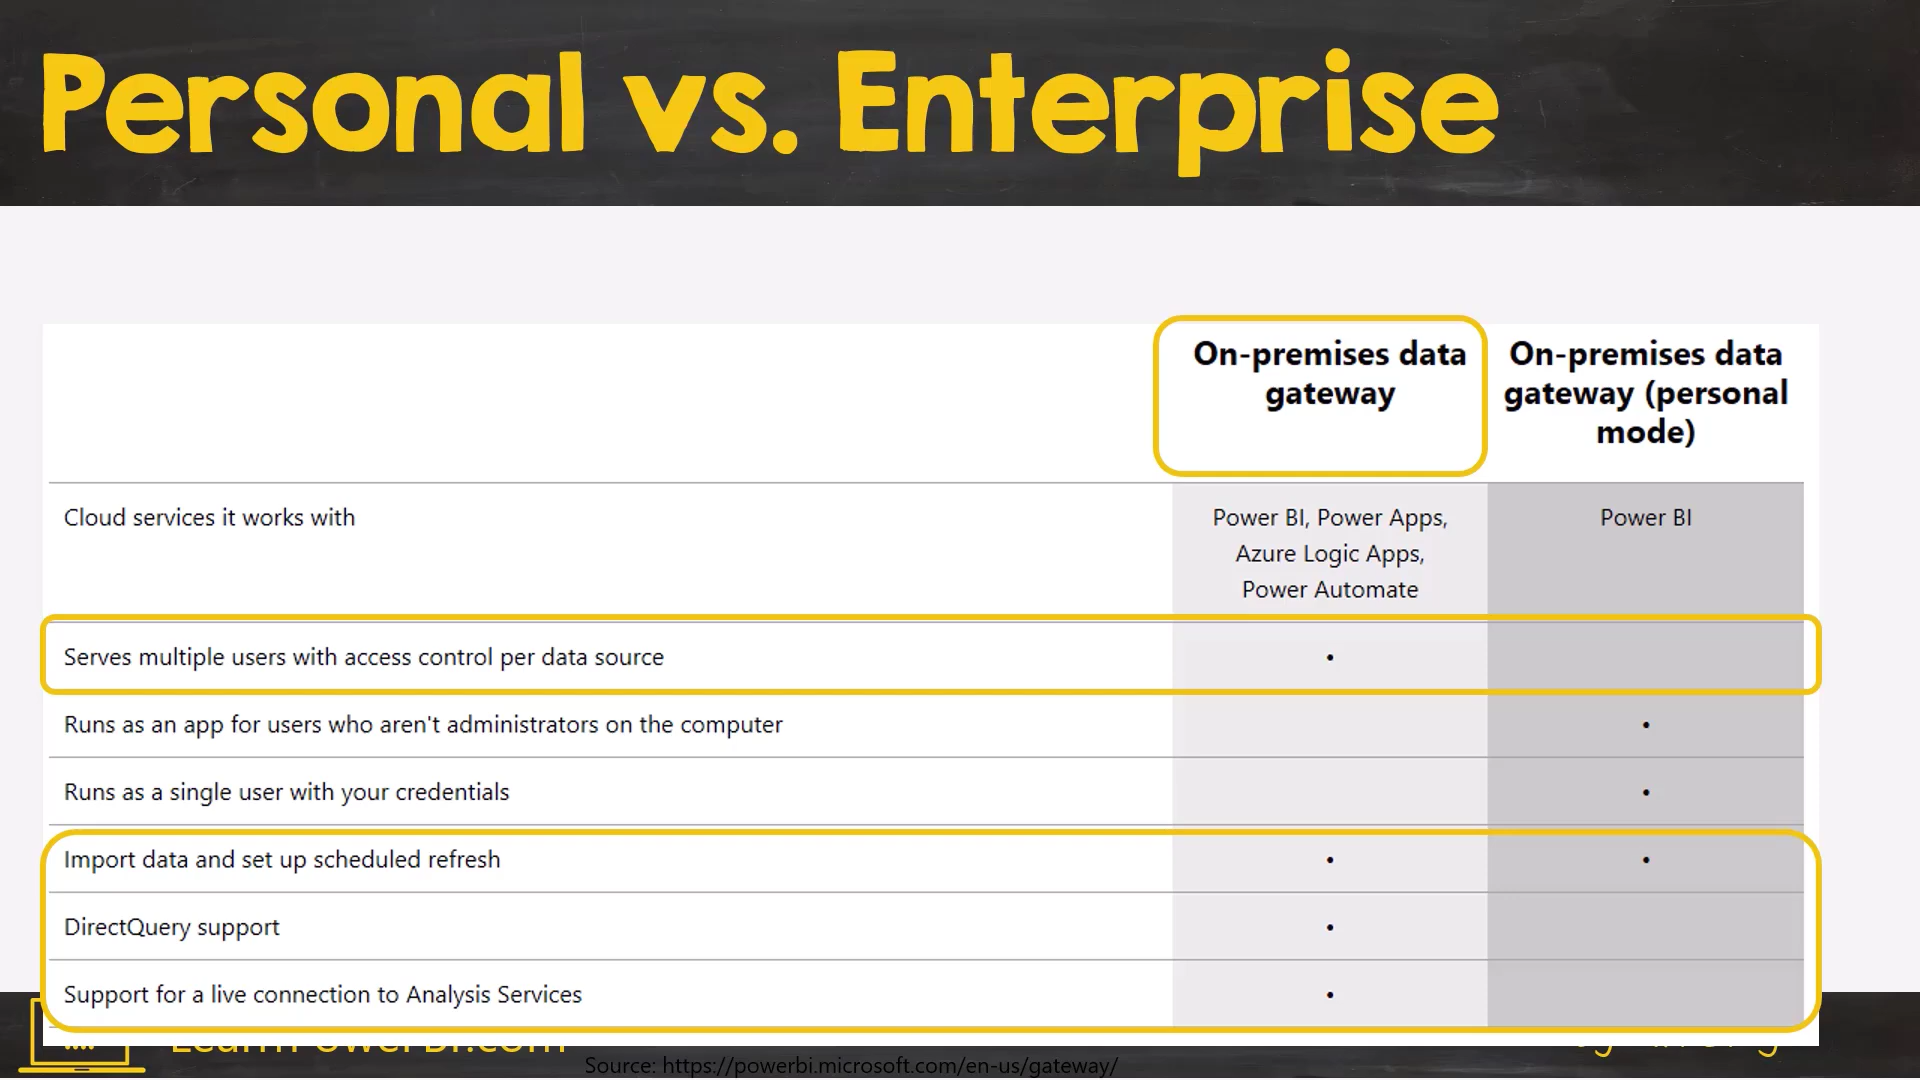 Personal vs. Enterprise
On-premises data
gateway
On-premises data
gateway (personal
mode)
Cloud services it works with
Power BI, Power Apps,
Azure Logic Apps,
Power Automate
Power BI
Serves multiple users with access control per data source
•
Runs as an app for users who aren't administrators on the computer
•
Runs as a single user with your credentials
•
Import data and set up scheduled refresh
• •
DirectQuery support
•
Support for a live connection to Analysis Services
•
LearnPowerBI.com
Source: https://powerbi.microsoft.com/en-us/gateway/